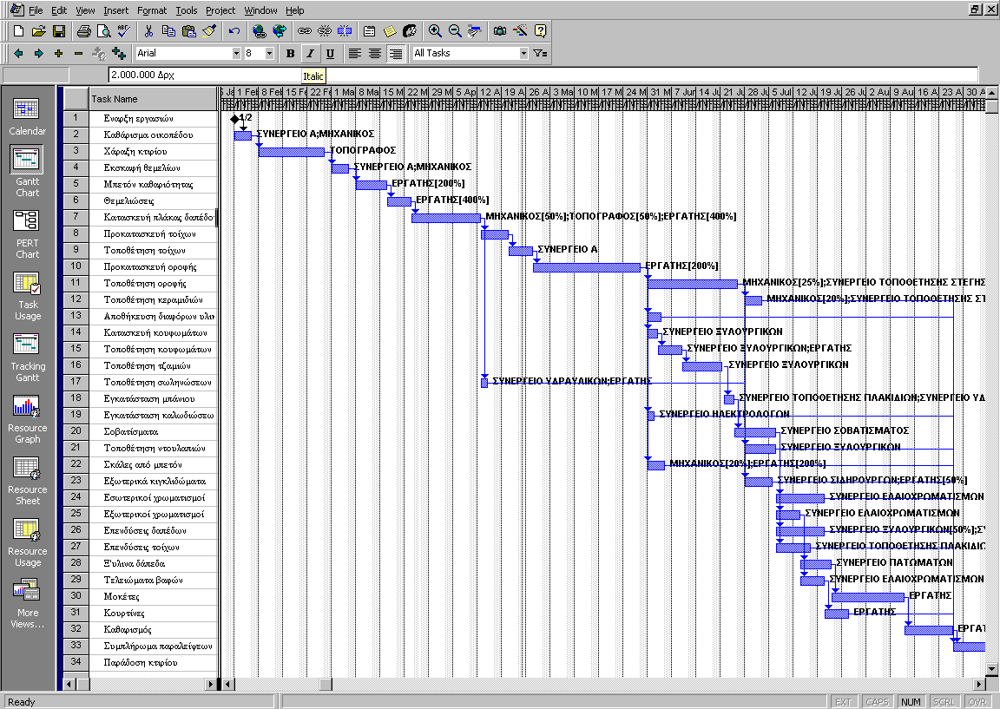 File Edit View Insert Format Tools Project Window Help
Arial 8 B I U All Tasks
2.000.000 Δρχ
Italic
Calendar
Gantt
Chart
PERT
Chart
Task
Usage
Tracking
Gantt
Resource
Graph
Resource
Sheet
Resource
Usage
More
Views...
Task Name
1 Εναρξη εργασιών
2 Καθάρισμα οικοπέδου
3 Χάραξη κτιρίου
4 Εκσκαφή θεμελίων
5 Μπετόν καθαριότητας
6 Θεμελιώσεις
7 Κατασκευή πλάκας δαπέδο
8 Προκατασκευή τοίχων
9 Τοποθέτηση τοίχων
10 Προκατασκευή οροφής
11 Τοποθέτηση οροφής
12 Τοποθέτηση κεραμιδιών
13 Αποθήκευση διαφόρων υλι
14 Κατασκευή κουφωμάτων
15 Τοποθέτηση κουφωμάτων
16 Τοποθέτηση τζαμιών
17 Τοποθέτηση σωληνώσεων
18 Εγκατάσταση μπάνιου
19 Εγκατάσταση καλωδιώσεω
20 Σοβατίσματα
21 Τοποθέτηση ντουλαπιών
22 Σκάλες από μπετόν
23 Εξωτερικά κιγκλιδώματα
24 Εσωτερικοί χρωματισμοί
25 Εξωτερικοί χρωματισμοί
26 Επενδύσεις δαπέδων
27 Επενδύσεις τοίχων
28 Ξ'υλινα δάπεδα
29 Τελειώματα βαφών
30 Μοκέτες
31 Κουρτίνες
32 Καθαρισμός
33 Συμπλήρωμα παραλείψεων
34 Παράδοση κτιρίου
5 Ja 1 Feb 8 Feb 15 Fe 22 Fe 1 Mar 8 Mar 15 M 22 M 29 M 5 Apr 12 A 19 A 26 A 3 Ma 10 M 17 M 24 M 31 M 7 Jun 14 Ju 21 Ju 28 Ju 5 Jul 12 Ju 19 Ju 26 Ju 2 Au 9 Au 16 A 23 A 30 A
1/2
ΣΥΝΕΡΓΕΙΟ Α;ΜΗΧΑΝΙΚΟΣ
ΤΟΠΟΓΡΑΦΟΣ
ΣΥΝΕΡΓΕΙΟ Α;ΜΗΧΑΝΙΚΟΣ
ΕΡΓΑΤΗΣ[200%]
ΕΡΓΑΤΗΣ[400%]
ΜΗΧΑΝΙΚΟΣ[50%];ΤΟΠΟΓΡΑΦΟΣ[50%];ΕΡΓΑΤΗΣ[400%]
ΣΥΝΕΡΓΕΙΟ Α
ΕΡΓΑΤΗΣ[200%]
ΜΗΧΑΝΙΚΟΣ[25%];ΣΥΝΕΡΓΕΙΟ ΤΟΠΟΘΕΤΗΣΗΣ ΣΤΕΓΗΣ
ΜΗΧΑΝΙΚΟΣ[20%];ΣΥΝΕΡΓΕΙΟ ΤΟΠΟΘΕΤΗΣΗΣ ΣΤ
ΣΥΝΕΡΓΕΙΟ ΞΥΛΟΥΡΓΙΚΩΝ
ΣΥΝΕΡΓΕΙΟ ΞΥΛΟΥΡΓΙΚΩΝ;ΕΡΓΑΤΗΣ
ΣΥΝΕΡΓΕΙΟ ΞΥΛΟΥΡΓΙΚΩΝ
ΣΥΝΕΡΓΕΙΟ ΥΔΡΑΥΛΙΚΩΝ;ΕΡΓΑΤΗΣ
ΣΥΝΕΡΓΕΙΟ ΤΟΠΟΘΕΤΗΣΗΣ ΠΛΑΚΙΔΙΩΝ;ΣΥΝΕΡΓΕΙΟ ΥΔ
ΣΥΝΕΡΓΕΙΟ ΗΛΕΚΤΡΟΛΟΓΩΝ
ΣΥΝΕΡΓΕΙΟ ΣΟΒΑΤΙΣΜΑΤΟΣ
ΣΥΝΕΡΓΕΙΟ ΞΥΛΟΥΡΓΙΚΩΝ
ΜΗΧΑΝΙΚΟΣ[20%];ΕΡΓΑΤΗΣ[200%]
ΣΥΝΕΡΓΕΙΟ ΣΙΔΗΡΟΥΡΓΩΝ;ΕΡΓΑΤΗΣ[50%]
ΣΥΝΕΡΓΕΙΟ ΕΛΑΙΟΧΡΩΜΑΤΙΣΜΩΝ
ΣΥΝΕΡΓΕΙΟ ΕΛΑΙΟΧΡΩΜΑΤΙΣΜΩΝ
ΣΥΝΕΡΓΕΙΟ ΞΥΛΟΥΡΓΙΚΩΝ[50%];ΣΥ
ΣΥΝΕΡΓΕΙΟ ΤΟΠΟΘΕΤΗΣΗΣ ΠΛΑΚΙΔΙΩ
ΣΥΝΕΡΓΕΙΟ ΠΑΤΩΜΑΤΩΝ
ΣΥΝΕΡΓΕΙΟ ΕΛΑΙΟΧΡΩΜΑΤΙΣΜΩΝ
ΕΡΓΑΤΗΣ
ΕΡΓΑΤΗΣ
ΕΡΓΑΤ
Ready EXT CAPS NUM SCRL OVR